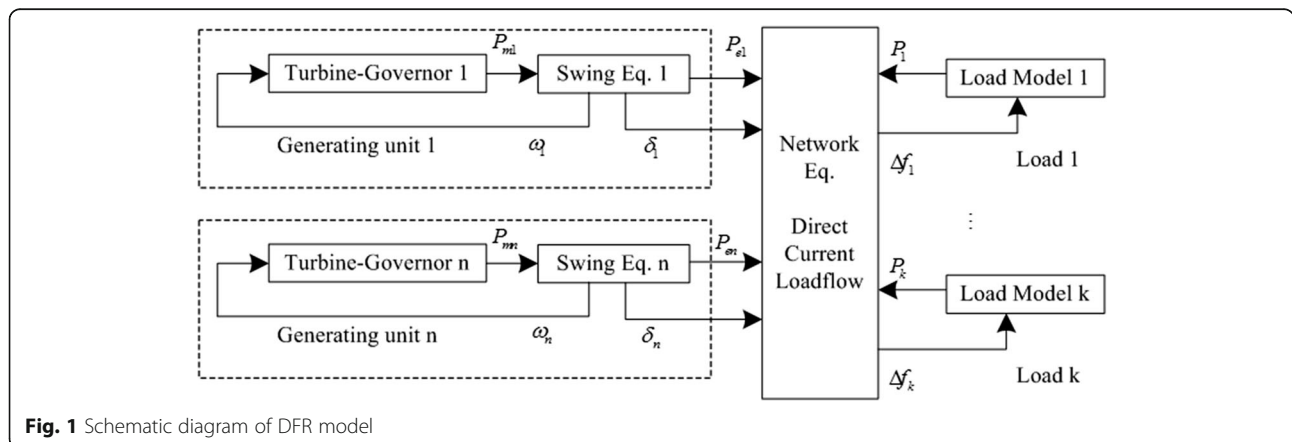 P_m1
P_e1
Turbine-Governor 1
Swing Eq. 1
Generating unit 1
ω_1
δ_1
P_mn
P_en
Turbine-Governor n
Swing Eq. n
Generating unit n
ω_n
δ_n
Network
Eq.
Direct
Current
Loadflow
P_1
Load Model 1
Δf_1
Load 1
⋮
P_k
Load Model k
Δf_k
Load k
Fig. 1 Schematic diagram of DFR model